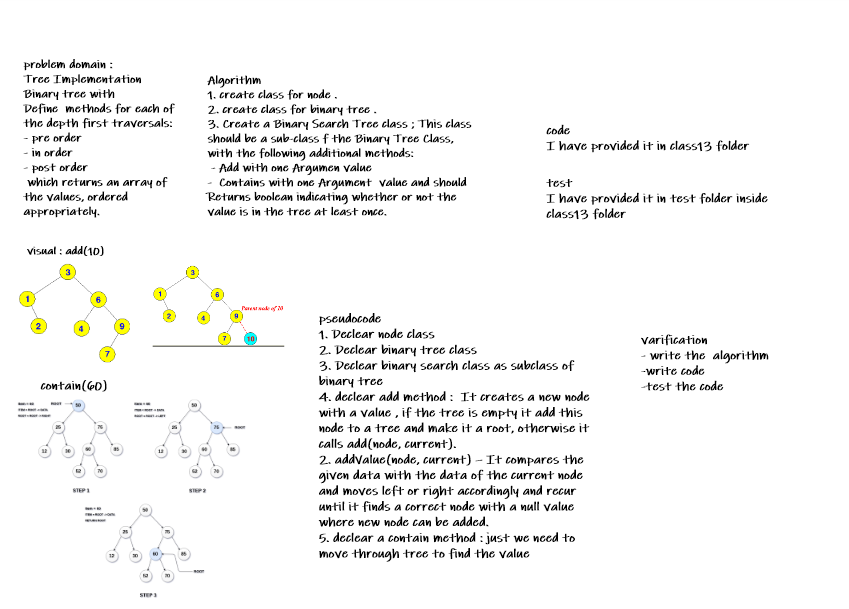 problem domain :
Tree Implementation
Binary tree with
Define methods for each of
the depth first traversals:
- pre order
- in order
- post order
which returns an array of
the values, ordered
appropriately.
Algorithm
1. create class for node .
2. create class for binary tree .
3. Create a Binary Search Tree class ; This class
should be a sub-class f the Binary Tree Class,
with the following additional methods:
- Add with one Argumen value
- Contains with one Argument value and should
Returns boolean indicating whether or not the
value is in the tree at least once.
code
I have provided it in class13 folder
test
I have provided it in test folder inside
class13 folder
visual : add(10)
3
1
6
2
4
9
7
3
1
6
2
4
9
Parent node of 10
7
10
contain(60)
ROOT
50
25
75
12
30
60
85
52
70
STEP 1
50
25
75
ROOT
12
30
60
85
52
70
STEP 2
50
25
75
12
30
60
85
52
70
ROOT
STEP 3
pseudocode
1. Declear node class
2. Declear binary tree class
3. Declear binary search class as subclass of
binary tree
4. declear add method : It creates a new node
with a value , if the tree is empty it add this
node to a tree and make it a root, otherwise it
calls add(node, current).
2. addValue(node, current) – It compares the
given data with the data of the current node
and moves left or right accordingly and recur
until it finds a correct node with a null value
where new node can be added.
5. declear a contain method : just we need to
move through tree to find the value
varification
- write the algorithm
-write code
-test the code